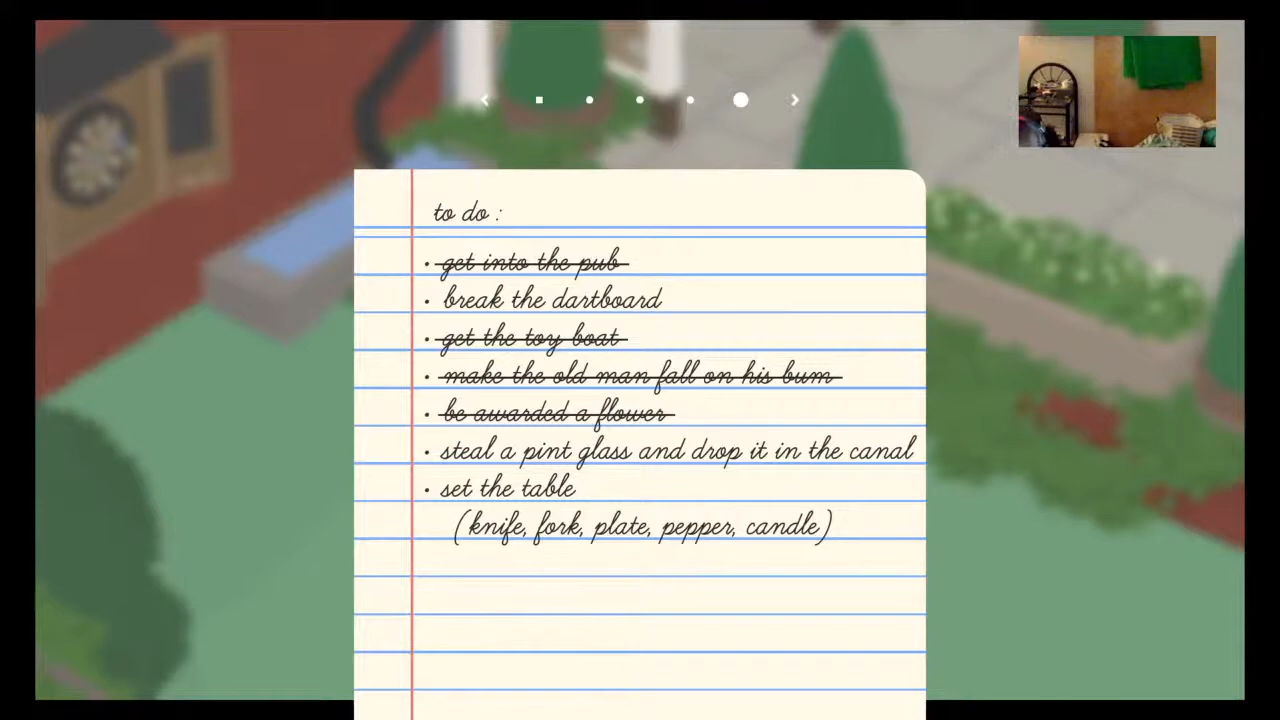 to do :
• get into the pub
• break the dartboard
• get the toy boat
• make the old man fall on his bum
• be awarded a flower
• steal a pint glass and drop it in the canal
• set the table
(knife, fork, plate, pepper, candle)